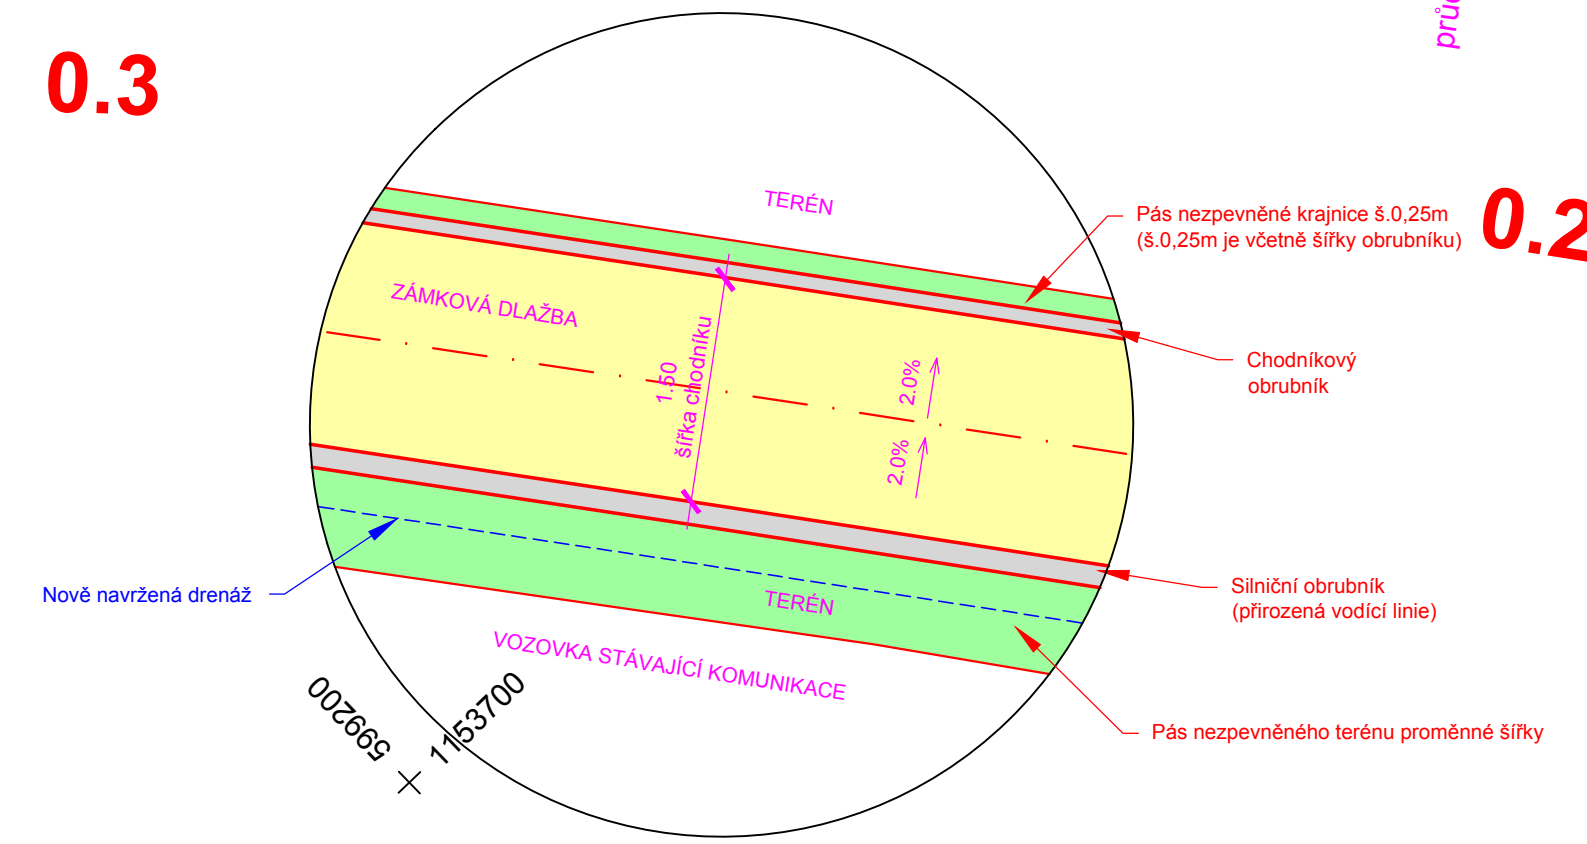 0.3
TERÉN
Pás nezpevněné krajnice š.0,25m
(š.0,25m je včetně šířky obrubníku)
ZÁMKOVÁ DLAŽBA
1.50
šířka chodníku
2.0%
2.0%
Chodníkový
obrubník
Nově navržená drenáž
TERÉN
Silniční obrubník
(přirozená vodící linie)
VOZOVKA STÁVAJÍCÍ KOMUNIKACE
599200
1153700
Pás nezpevněného terénu proměnné šířky
0.2